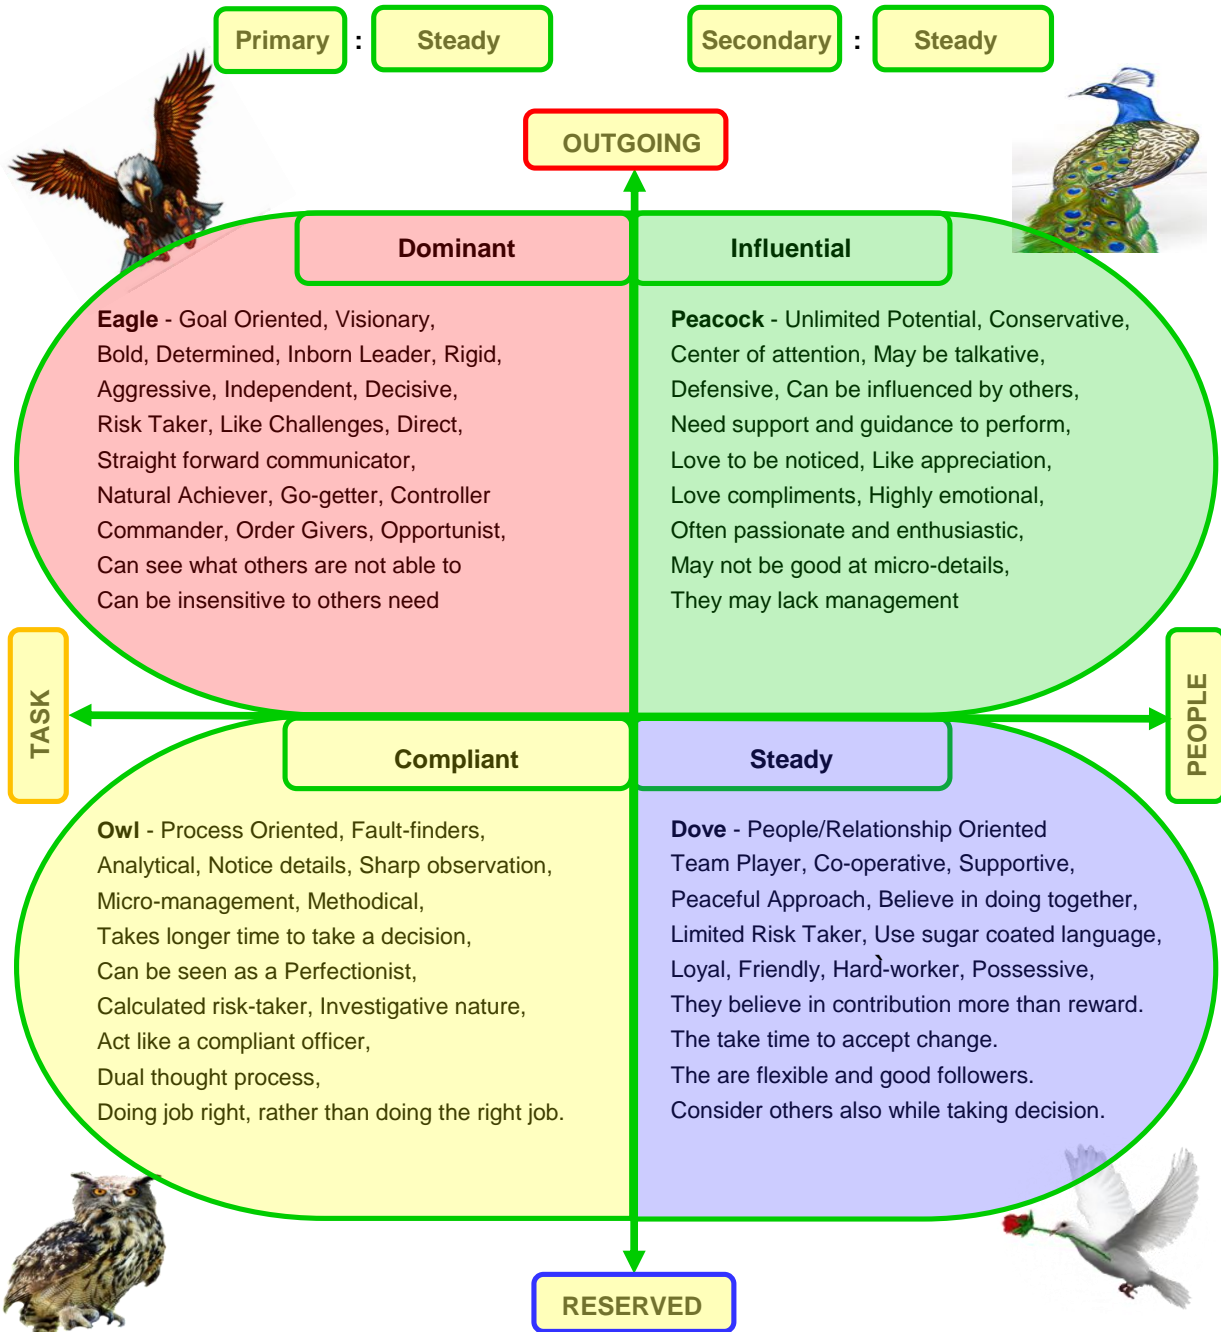 Primary : Steady
Secondary : Steady
OUTGOING
Dominant
Influential
Eagle - Goal Oriented, Visionary,
Bold, Determined, Inborn Leader, Rigid,
Aggressive, Independent, Decisive,
Risk Taker, Like Challenges, Direct,
Straight forward communicator,
Natural Achiever, Go-getter, Controller
Commander, Order Givers, Opportunist,
Can see what others are not able to
Can be insensitive to others need
Peacock - Unlimited Potential, Conservative,
Center of attention, May be talkative,
Defensive, Can be influenced by others,
Need support and guidance to perform,
Love to be noticed, Like appreciation,
Love compliments, Highly emotional,
Often passionate and enthusiastic,
May not be good at micro-details,
They may lack management
TASK
PEOPLE
Compliant
Steady
Owl - Process Oriented, Fault-finders,
Analytical, Notice details, Sharp observation,
Micro-management, Methodical,
Takes longer time to take a decision,
Can be seen as a Perfectionist,
Calculated risk-taker, Investigative nature,
Act like a compliant officer,
Dual thought process,
Doing job right, rather than doing the right job.
Dove - People/Relationship Oriented
Team Player, Co-operative, Supportive,
Peaceful Approach, Believe in doing together,
Limited Risk Taker, Use sugar coated language,
Loyal, Friendly, Hard-worker, Possessive,
They believe in contribution more than reward.
The take time to accept change.
The are flexible and good followers.
Consider others also while taking decision.
RESERVED